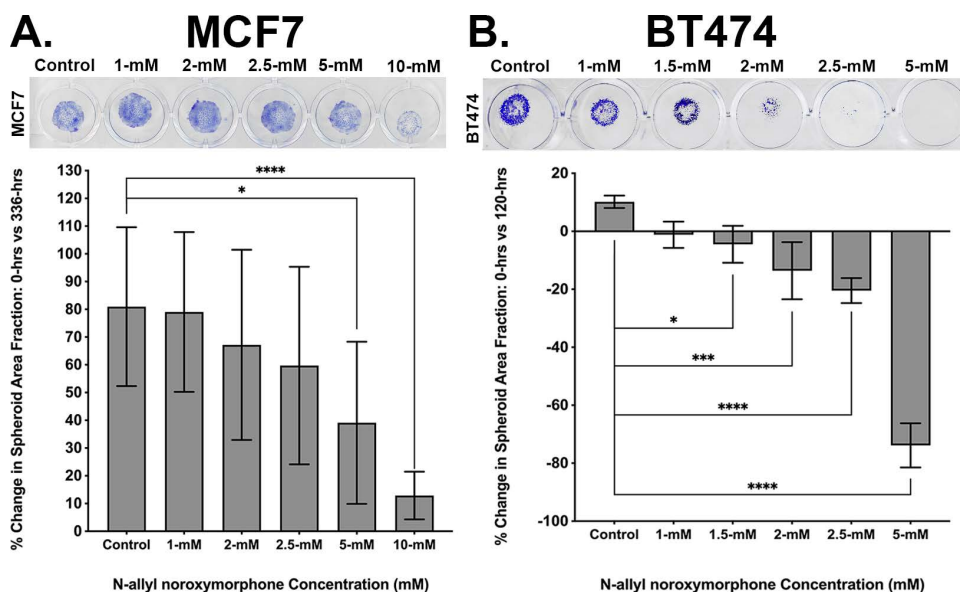 A. MCF7
Control 1-mM 2-mM 2.5-mM 5-mM 10-mM
MCF7
% Change in Spheroid Area Fraction: 0-hrs vs 336-hrs
130
120
110
100
90
80
70
60
50
40
30
20
10
0
****
*
Control 1-mM 2-mM 2.5-mM 5-mM 10-mM
N-allyl noroxymorphone Concentration (mM)
B. BT474
Control 1-mM 1.5-mM 2-mM 2.5-mM 5-mM
BT474
% Change in Spheroid Area Fraction: 0-hrs vs 120-hrs
20
0
-20
-40
-60
-80
-100
*
***
****
****
Control 1-mM 1.5-mM 2-mM 2.5-mM 5-mM
N-allyl noroxymorphone Concentration (mM)